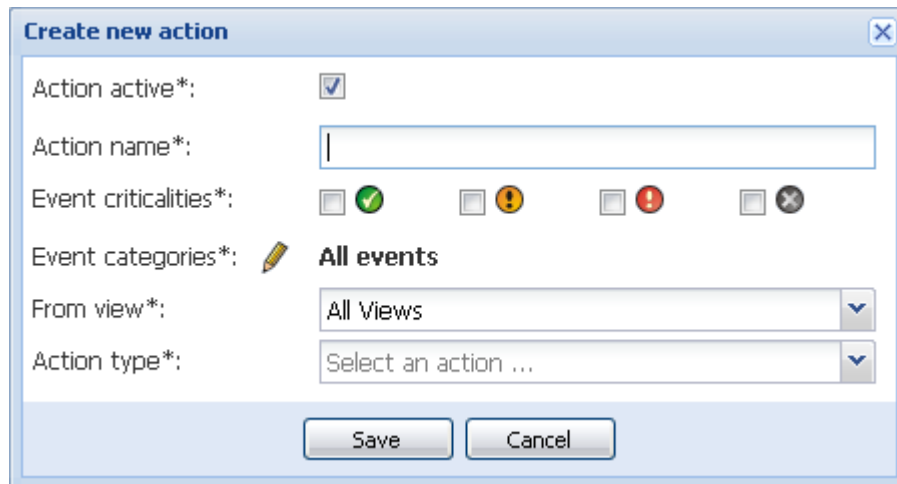 Create new action
Action active*:
Action name*:
Event criticalities*:
Event categories*: All events
From view*: All Views
Action type*: Select an action ...
Save Cancel